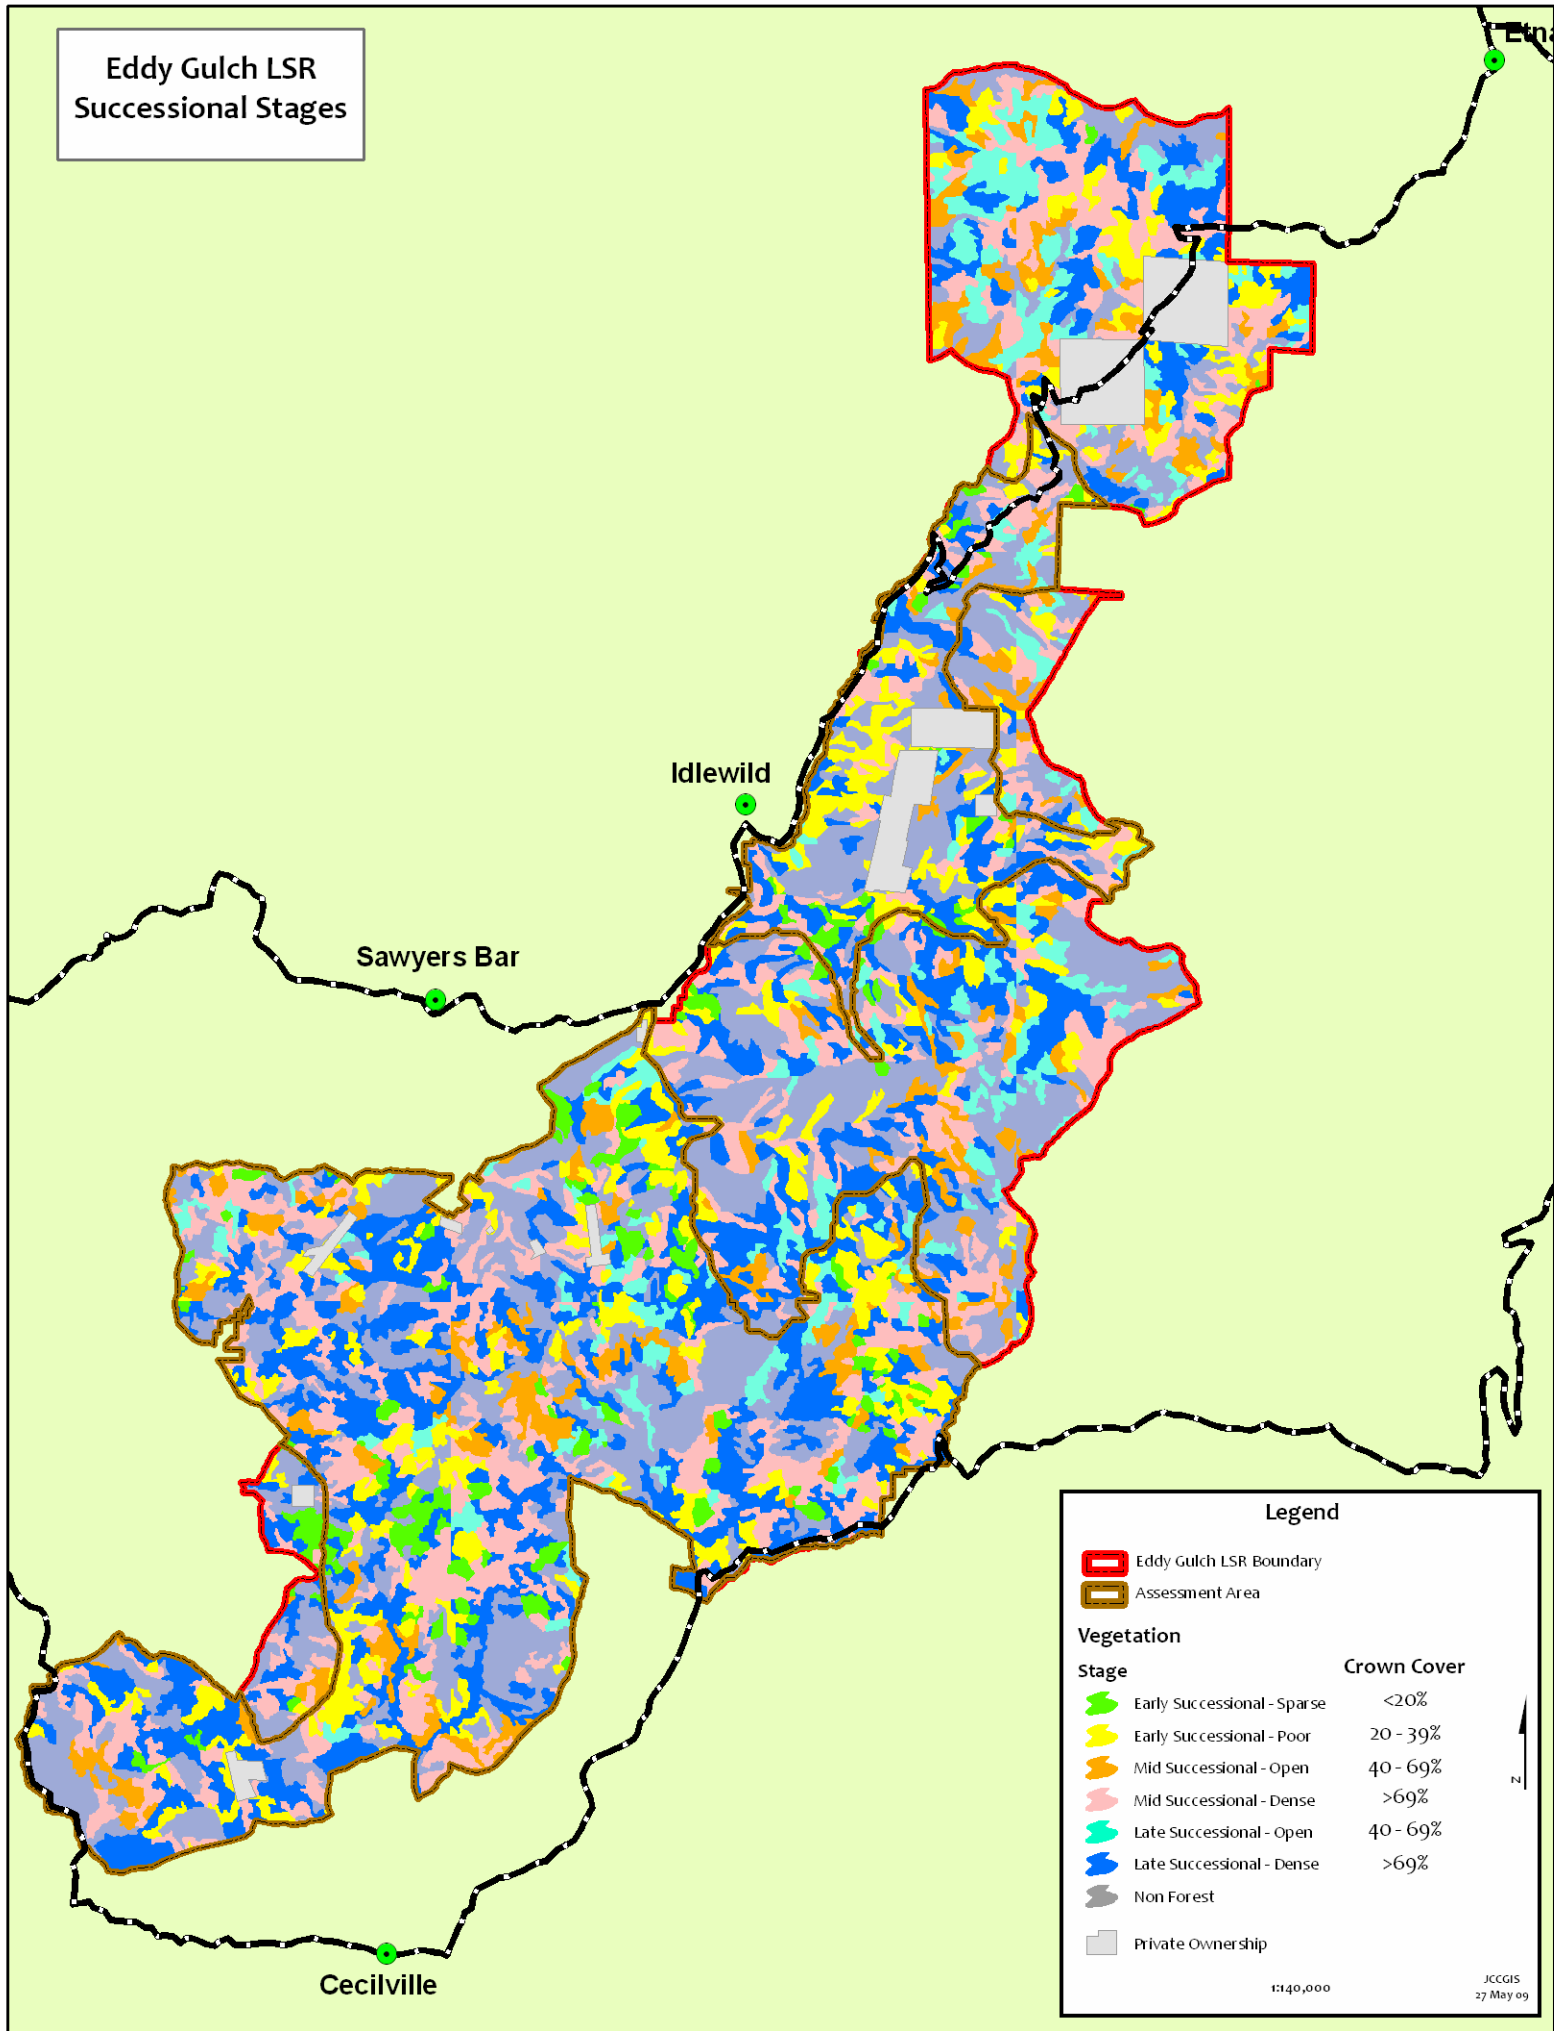 Eddy Gulch LSR
Successional Stages
Etna
Idlewild
Sawyers Bar
Cecilville
Legend
Eddy Gulch LSR Boundary
Assessment Area
Vegetation
Stage Crown Cover
Early Successional - Sparse <20%
Early Successional - Poor 20 - 39%
Mid Successional - Open 40 - 69%
Mid Successional - Dense >69%
Late Successional - Open 40 - 69%
Late Successional - Dense >69%
Non Forest
Private Ownership
N
1:140,000
JCCGIS
27 May 09